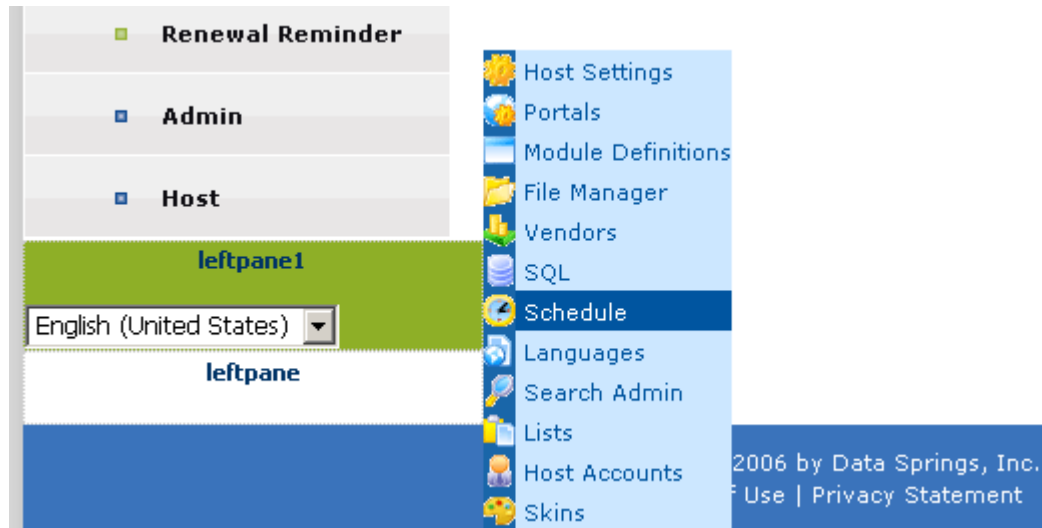 Renewal Reminder
Admin
Host
leftpane1
English (United States)
leftpane
Host Settings
Portals
Module Definitions
File Manager
Vendors
SQL
Schedule
Languages
Search Admin
Lists
Host Accounts
Skins
2006 by Data Springs, Inc.
Use | Privacy Statement